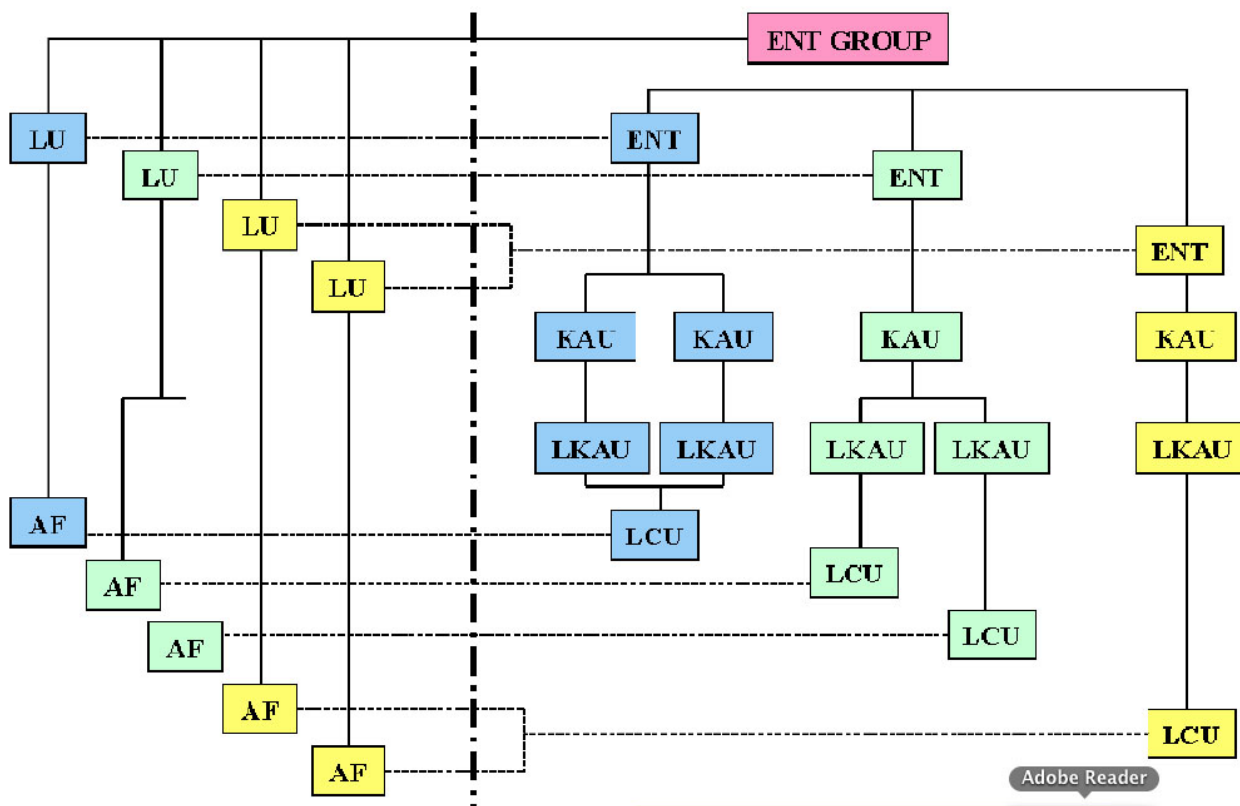 ENT GROUP
LU
ENT
LU
ENT
LU
ENT
LU
KAU
KAU
KAU
KAU
LKAU
LKAU
LKAU
LKAU
LKAU
AF
LCU
AF
LCU
AF
LCU
AF
LCU
AF
Adobe Reader